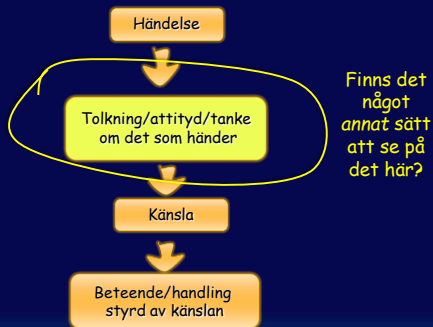 Händelse
Tolkning/attityd/tanke
om det som händer
Finns det
något
annat sätt
att se på
det här?
Känsla
Beteende/handling
styrd av känslan